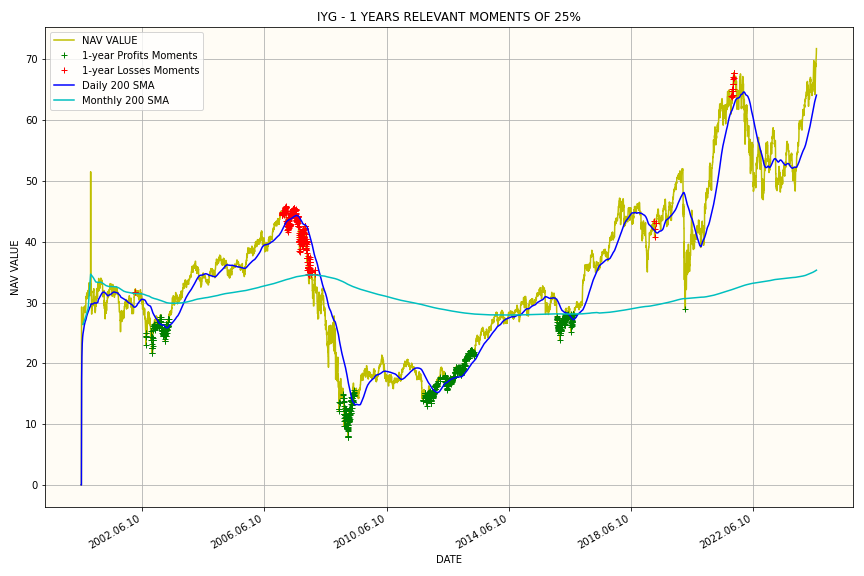 IYG - 1 YEARS RELEVANT MOMENTS OF 25%
NAV VALUE
1-year Profits Moments
1-year Losses Moments
Daily 200 SMA
Monthly 200 SMA
70
60
50
40
30
20
10
0
NAV VALUE
2002.06.10
2006.06.10
2010.06.10
2014.06.10
2018.06.10
2022.06.10
DATE